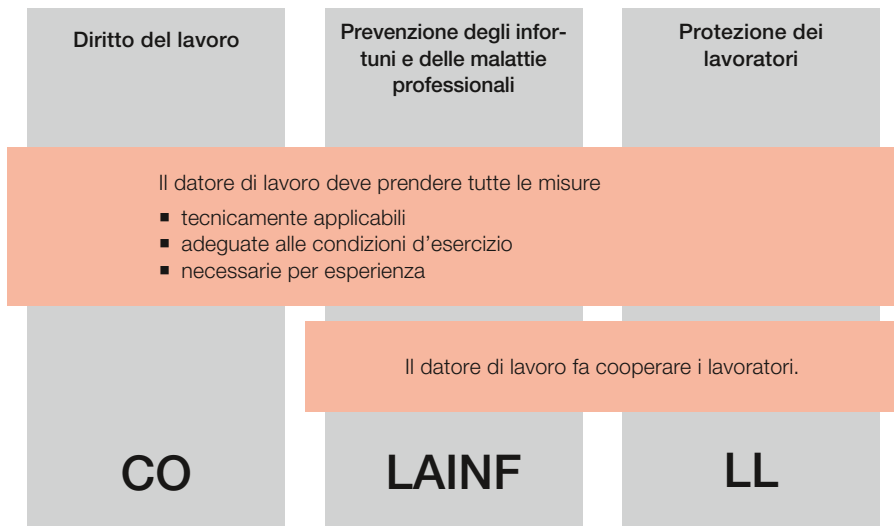 Diritto del lavoro
Prevenzione degli infor-
tuni e delle malattie
professionali
Protezione dei
lavoratori
Il datore di lavoro deve prendere tutte le misure
▪ tecnicamente applicabili
▪ adeguate alle condizioni d'esercizio
▪ necessarie per esperienza
Il datore di lavoro fa cooperare i lavoratori.
CO
LAINF
LL